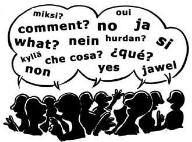 miksi? oui
comment? no ja
what? nein hurdan? si
kyllä che cosa? ¿qué?
non yes jawel